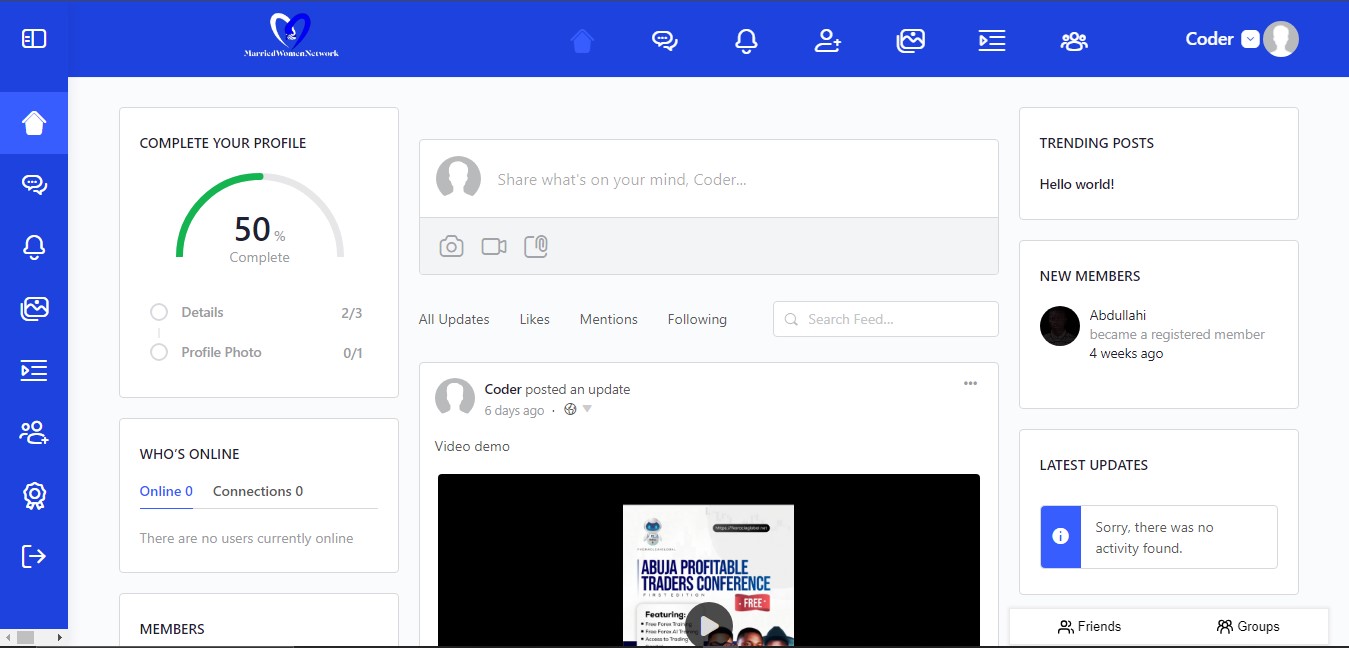 MarriedWomenNetwork
Coder
COMPLETE YOUR PROFILE
50 %
Complete
Details 2/3
Profile Photo 0/1
WHO'S ONLINE
Online 0 Connections 0
There are no users currently online
MEMBERS
Share what's on your mind, Coder...
All Updates Likes Mentions Following Search Feed...
Coder posted an update
6 days ago ·
Video demo
ABUJA PROFITABLE
TRADERS CONFERENCE
FIRST EDITION
FREE
Featuring:
• Free Forex Training
• Free Forex AI Training
• Access to Trading
TRENDING POSTS
Hello world!
NEW MEMBERS
Abdullahi
became a registered member
4 weeks ago
LATEST UPDATES
Sorry, there was no
activity found.
Friends Groups